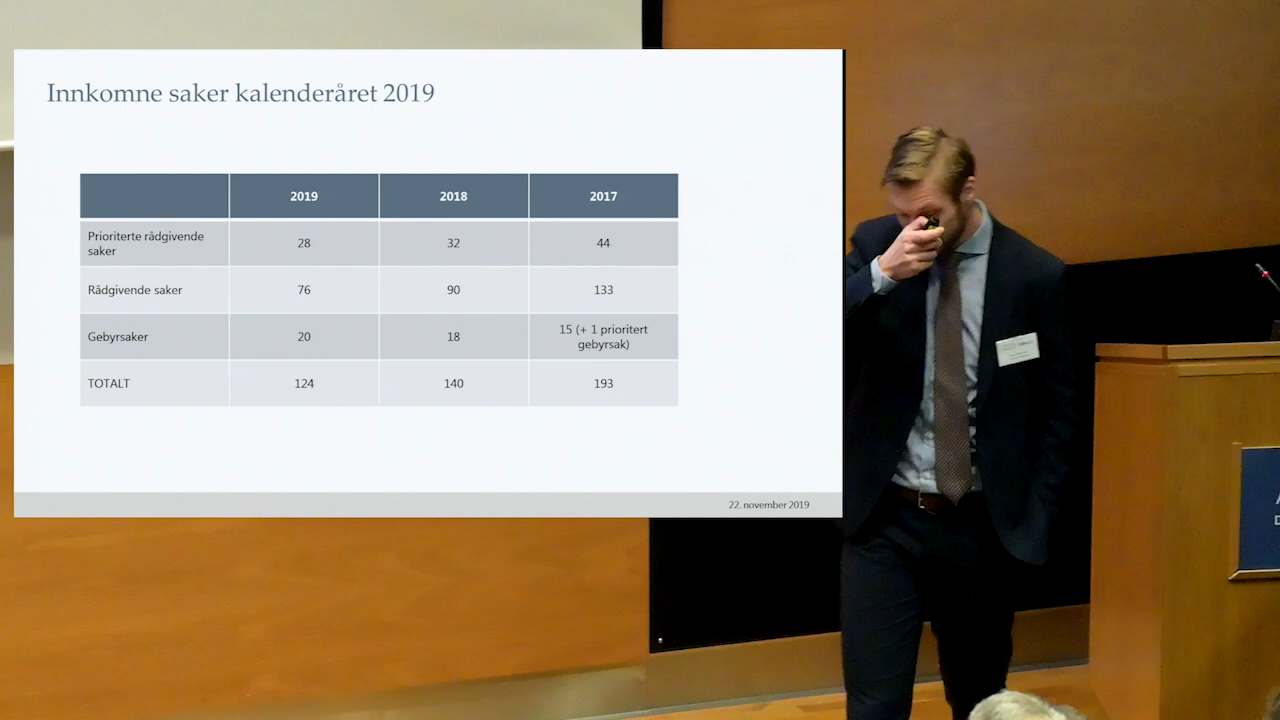 Innkomne saker kalenderåret 2019
2019 2018 2017
Prioriterte rådgivende
saker
28 32 44
Rådgivende saker 76 90 133
Gebyrsaker 20 18
15 (+ 1 prioritert
gebyrsak)
TOTALT 124 140 193
22. november 2019